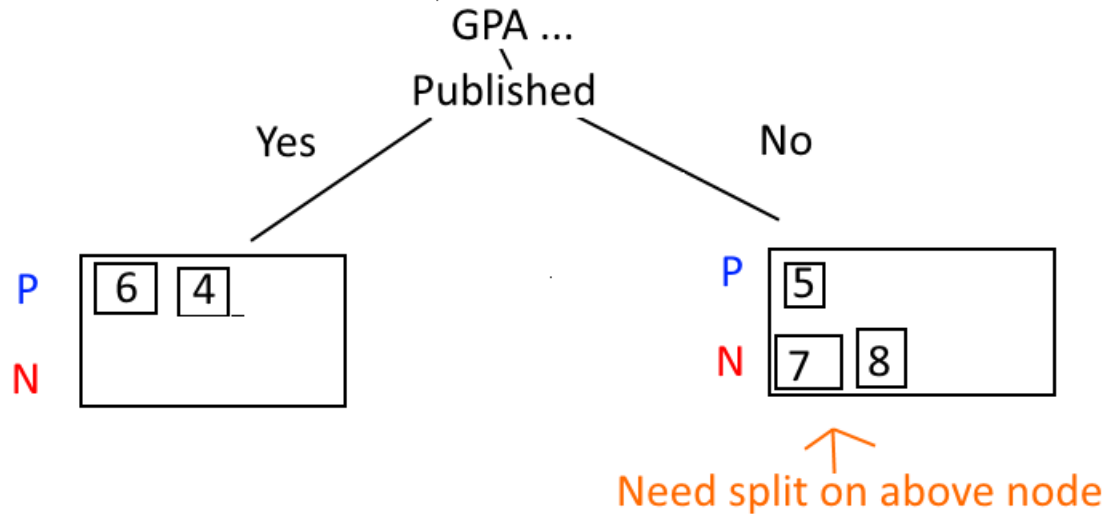 GPA ...
Published
Yes
No
P 6 4
N
P 5
N 7 8
Need split on above node